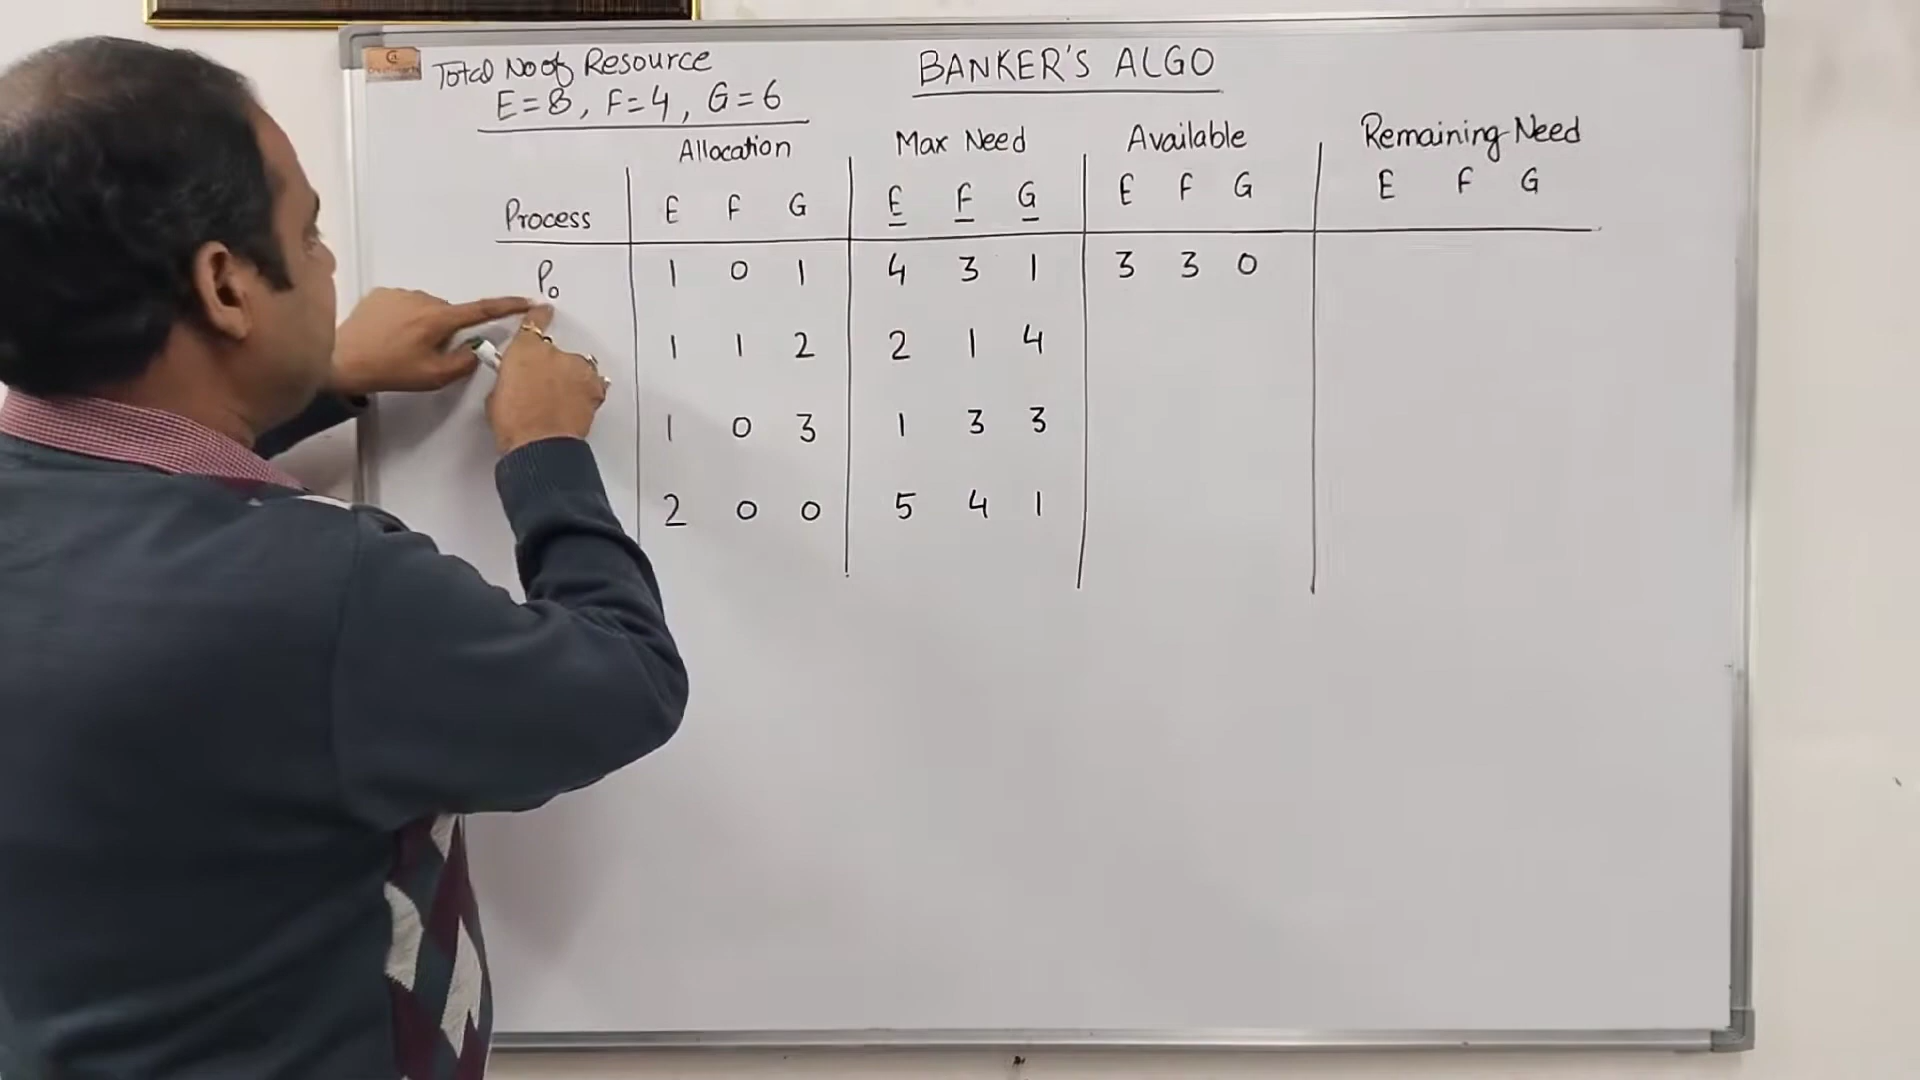 Total No of Resource
E=8, F=4, G=6
BANKER'S ALGO
Allocation Max Need Available Remaining Need
Process E F G E F G E F G E F G
P0 1 0 1 4 3 1 3 3 0
1 1 2 2 1 4
1 0 3 1 3 3
2 0 0 5 4 1